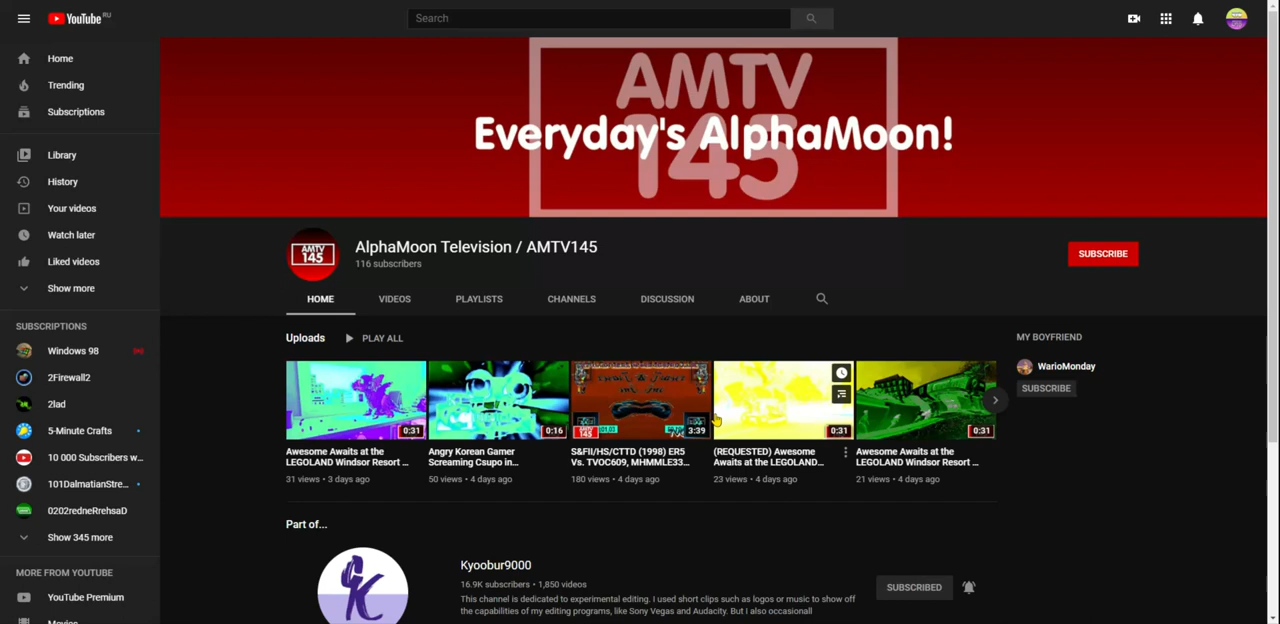 YouTube RU
Search
Home
Trending
Subscriptions
Library
History
Your videos
Watch later
Liked videos
Show more
SUBSCRIPTIONS
Windows 98
2Firewall2
2lad
5-Minute Crafts
10 000 Subscribers w...
101DalmatianStre...
0202redneRrehsaD
Show 345 more
MORE FROM YOUTUBE
YouTube Premium
Movies
AMTV
145
Everyday's AlphaMoon!
AMTV
145
AlphaMoon Television / AMTV145
116 subscribers
SUBSCRIBE
HOME
VIDEOS
PLAYLISTS
CHANNELS
DISCUSSION
ABOUT
Uploads
PLAY ALL
0:31
0:16
3:39
0:31
0:31
Awesome Awaits at the
LEGOLAND Windsor Resort ...
31 views • 3 days ago
Angry Korean Gamer
Screaming Csupo in...
50 views • 4 days ago
S&FII/HS/CTTD (1998) ER5
Vs. TVOC609, MHMMLE33...
180 views • 4 days ago
(REQUESTED) Awesome
Awaits at the LEGOLAND...
23 views • 4 days ago
Awesome Awaits at the
LEGOLAND Windsor Resort ...
21 views • 4 days ago
MY BOYFRIEND
WarioMonday
SUBSCRIBE
Part of...
Kyoobur9000
16.9K subscribers • 1,850 videos
This channel is dedicated to experimental editing. I used short clips such as logos or music to show off
the capabilities of my editing programs, like Sony Vegas and Audacity. But I also occasionall
SUBSCRIBED